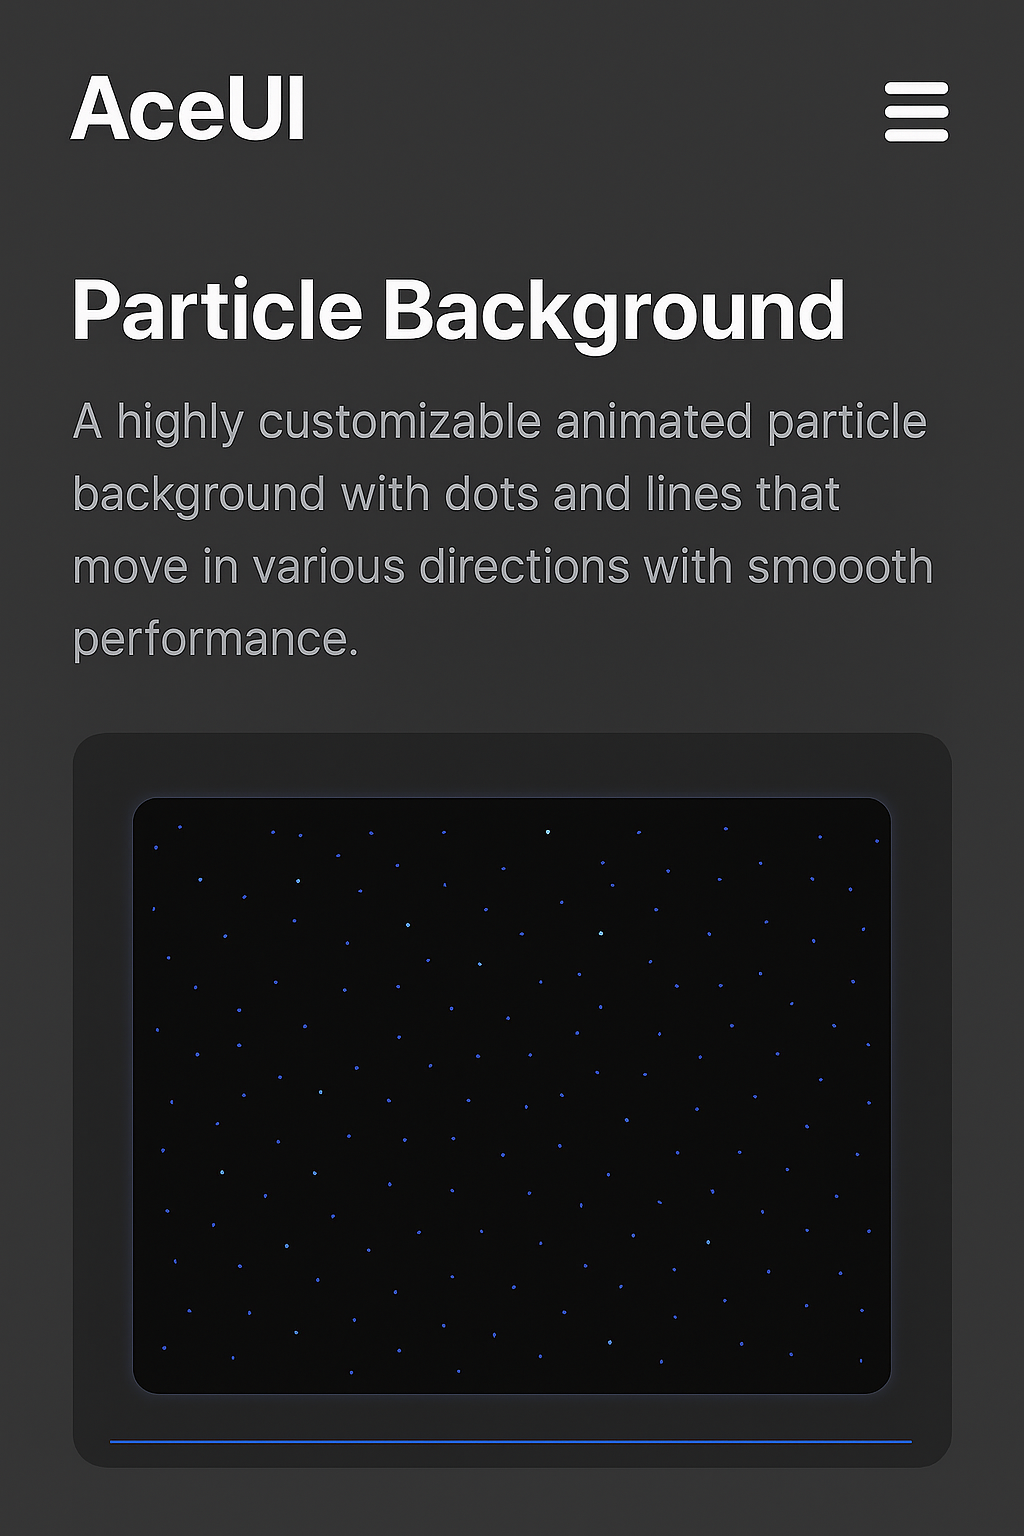 AceUI
Particle Background
A highly customizable animated particle
background with dots and lines that
move in various directions with smoooth
performance.